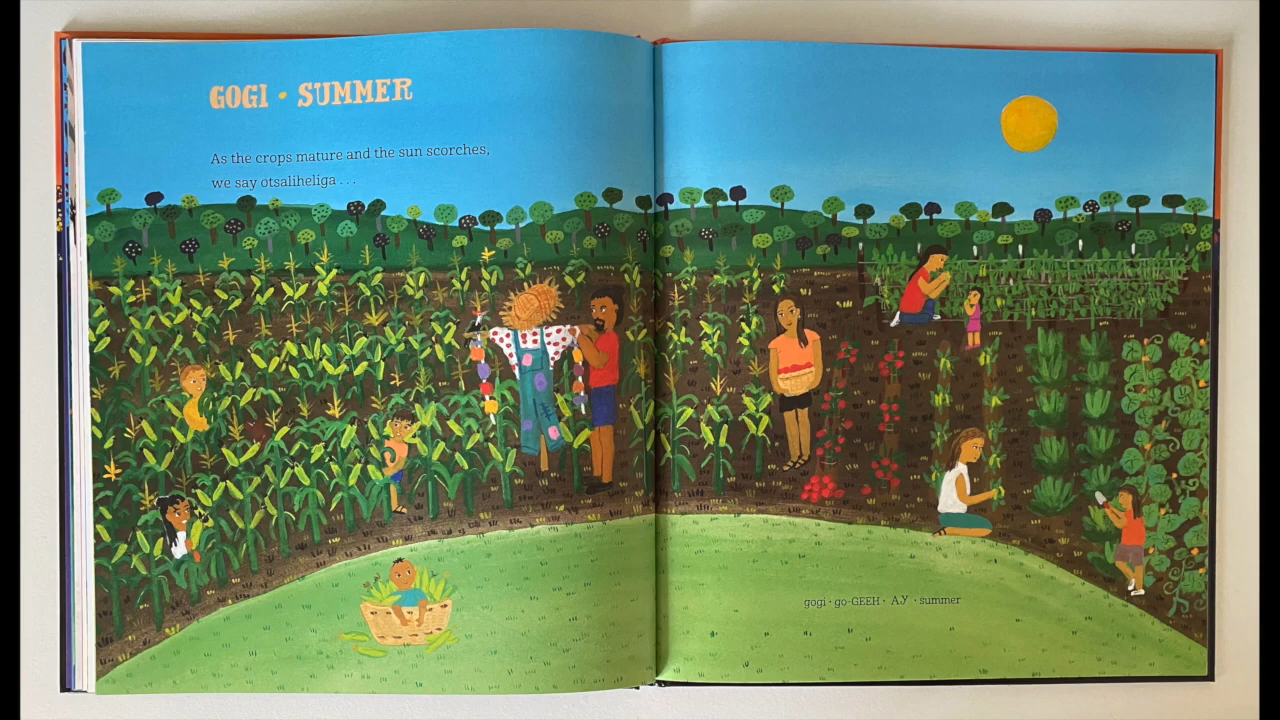 GOGI • SUMMER
As the crops mature and the sun scorches,
we say otsaliheliga . . .
gogi • go-GEEH • ᎪᎩ • summer